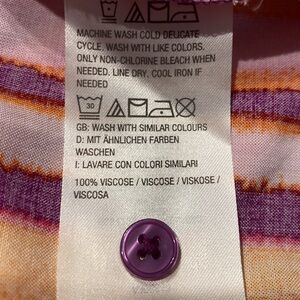 MACHINE WASH COLD DELICATE
CYCLE. WASH WITH LIKE COLORS.
ONLY NON-CHLORINE BLEACH WHEN
NEEDED. LINE DRY, COOL IRON IF
NEEDED
30
GB: WASH WITH SIMILAR COLOURS
D: MIT ÄHNLICHEN FARBEN
WASCHEN
I: LAVARE CON COLORI SIMILARI
100% VISCOSE / VISCOSE / VISKOSE /
VISCOSA